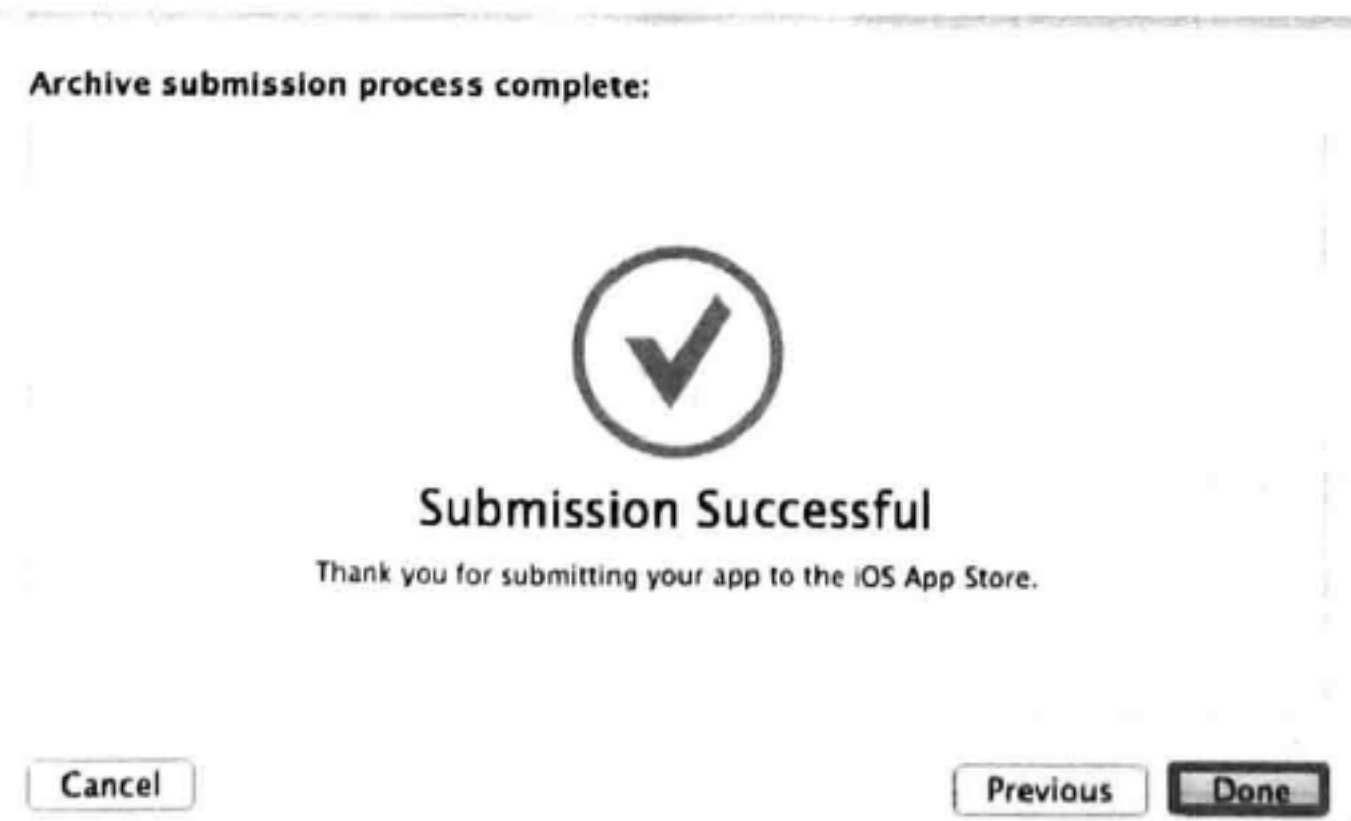 Archive submission process complete:
Submission Successful
Thank you for submitting your app to the iOS App Store.
Cancel
Previous
Done